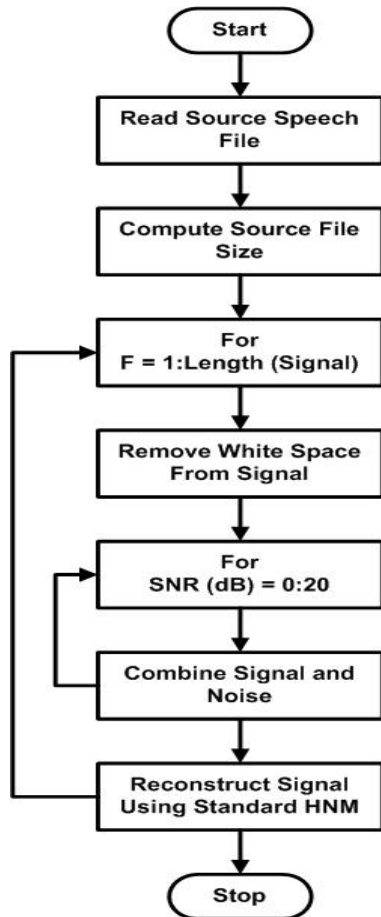 Start
Read Source Speech
File
Compute Source File
Size
For
F = 1:Length (Signal)
Remove White Space
From Signal
For
SNR (dB) = 0:20
Combine Signal and
Noise
Reconstruct Signal
Using Standard HNM
Stop